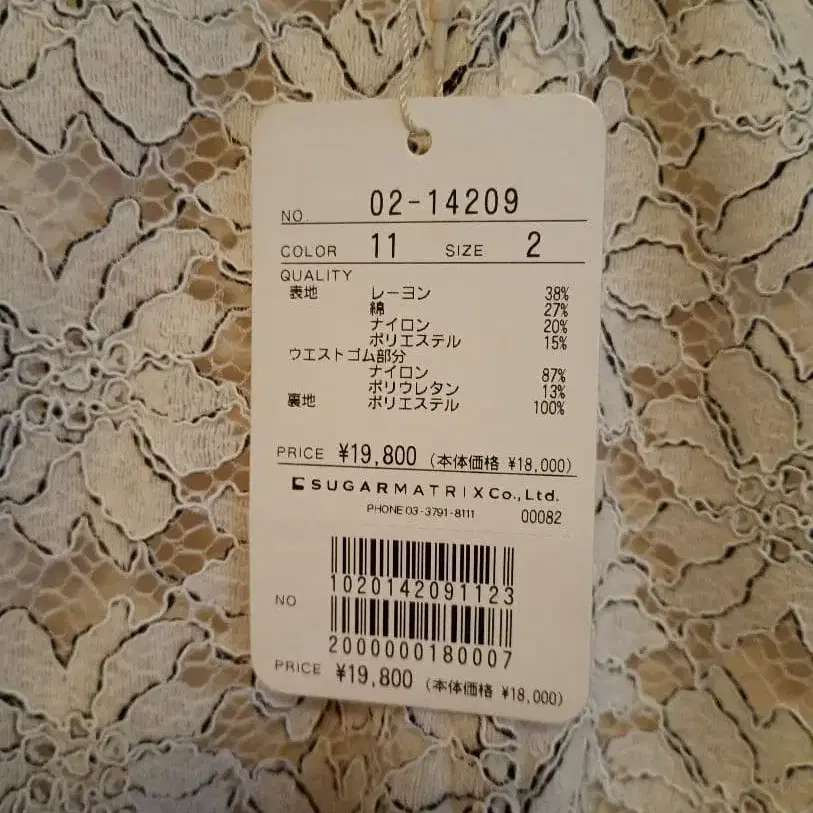 NO. 02-14209
COLOR 11 SIZE 2
QUALITY
表地 レーヨン 38%
綿 27%
ナイロン 20%
ポリエステル 15%
ウエストゴム部分
ナイロン 87%
ポリウレタン 13%
裏地 ポリエステル 100%
PRICE ¥19,800 (本体価格 ¥18,000)
SUGARMATRIX Co., Ltd.
PHONE 03-3791-8111 00082
1020142091123
NO
2000000180007
PRICE ¥19,800 (本体価格 ¥18,000)